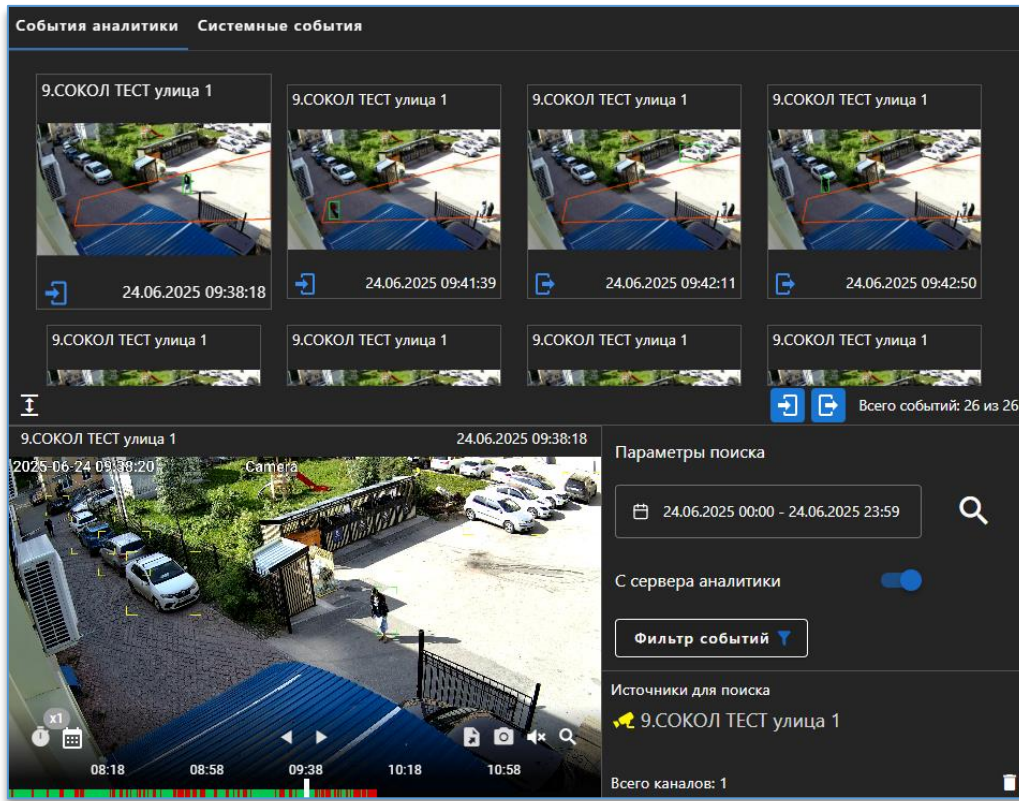 События аналитики Системные события
9.СОКОЛ ТЕСТ улица 1
9.СОКОЛ ТЕСТ улица 1
9.СОКОЛ ТЕСТ улица 1
9.СОКОЛ ТЕСТ улица 1
24.06.2025 09:38:18
24.06.2025 09:41:39
24.06.2025 09:42:11
24.06.2025 09:42:50
9.СОКОЛ ТЕСТ улица 1
9.СОКОЛ ТЕСТ улица 1
9.СОКОЛ ТЕСТ улица 1
9.СОКОЛ ТЕСТ улица 1
Всего событий: 26 из 26
9.СОКОЛ ТЕСТ улица 1 24.06.2025 09:38:18
2025-06-24 09:38:20 Camera
x1
08:18 08:58 09:38 10:18 10:58
Параметры поиска
24.06.2025 00:00 - 24.06.2025 23:59
С сервера аналитики
Фильтр событий
Источники для поиска
9.СОКОЛ ТЕСТ улица 1
Всего каналов: 1